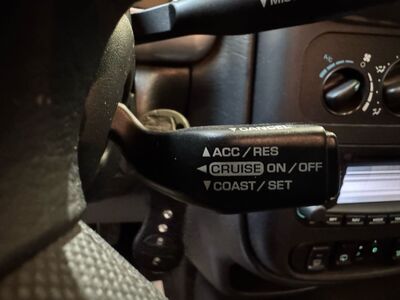 CANCEL
▲ACC/RES
◀CRUISE ON/OFF
▼COAST/SET